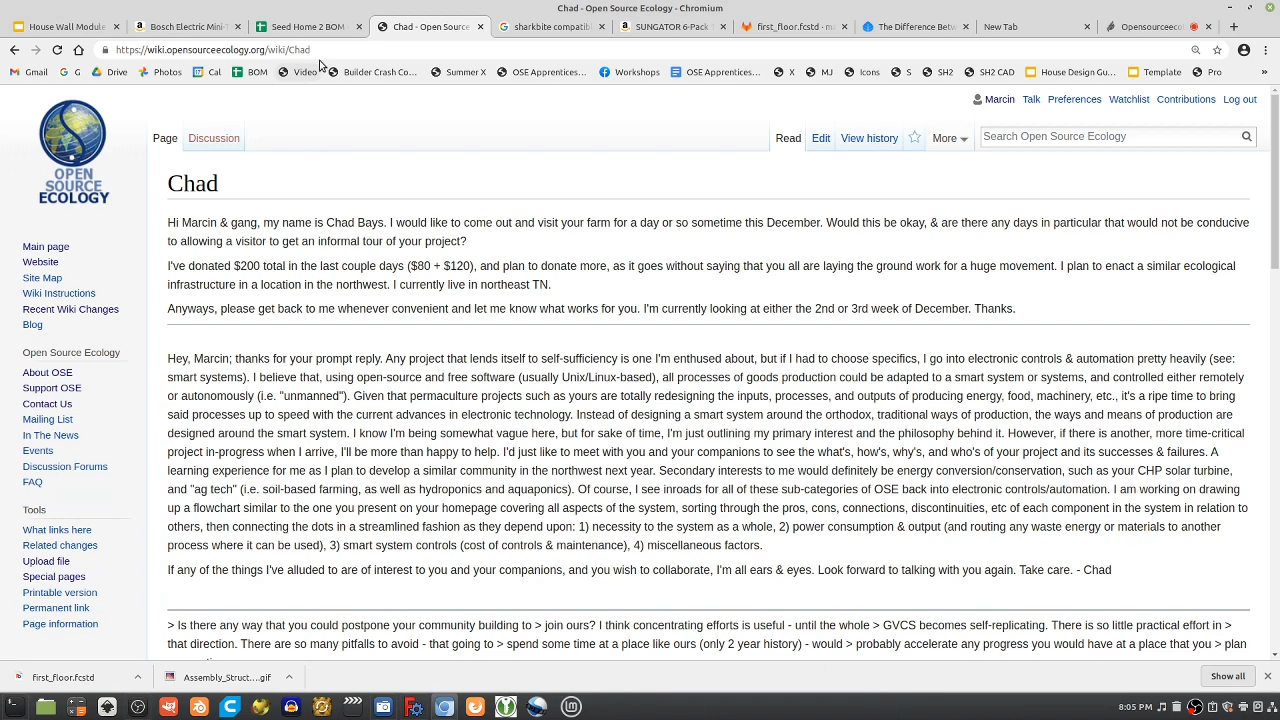 Chad - Open Source Ecology - Chromium
House Wall Module
Bosch Electric Mini-T
Seed Home 2 BOM
Chad - Open Source
sharkbite compatibl
SUNGATOR 6-Pack
first_floor.fcstd - m
The Difference Betw
New Tab
Opensourceecol
https://wiki.opensourceecology.org/wiki/Chad
Gmail
G
Drive
Photos
Cal
BOM
Video
Builder Crash Co...
Summer X
OSE Apprentices...
Workshops
OSE Apprentices...
X
MJ
Icons
S
SH2
SH2 CAD
House Design Gu...
Template
Pro
»
Marcin Talk Preferences Watchlist Contributions Log out
OPEN
SOURCE
ECOLOGY
Page Discussion
Read Edit View history More
Search Open Source Ecology
Main page
Website
Site Map
Wiki Instructions
Recent Wiki Changes
Blog
Open Source Ecology
About OSE
Support OSE
Contact Us
Mailing List
In The News
Events
Discussion Forums
FAQ
Tools
What links here
Related changes
Upload file
Special pages
Printable version
Permanent link
Page information
Chad
Hi Marcin & gang, my name is Chad Bays. I would like to come out and visit your farm for a day or so sometime this December. Would this be okay, & are there any days in particular that would not be conducive
to allowing a visitor to get an informal tour of your project?
I've donated $200 total in the last couple days ($80 + $120), and plan to donate more, as it goes without saying that you all are laying the ground work for a huge movement. I plan to enact a similar ecological
infrastructure in a location in the northwest. I currently live in northeast TN.
Anyways, please get back to me whenever convenient and let me know what works for you. I'm currently looking at either the 2nd or 3rd week of December. Thanks.
Hey, Marcin; thanks for your prompt reply. Any project that lends itself to self-sufficiency is one I'm enthused about, but if I had to choose specifics, I go into electronic controls & automation pretty heavily (see:
smart systems). I believe that, using open-source and free software (usually Unix/Linux-based), all processes of goods production could be adapted to a smart system or systems, and controlled either remotely
or autonomously (i.e. "unmanned"). Given that permaculture projects such as yours are totally redesigning the inputs, processes, and outputs of producing energy, food, machinery, etc., it's a ripe time to bring
said processes up to speed with the current advances in electronic technology. Instead of designing a smart system around the orthodox, traditional ways of production, the ways and means of production are
designed around the smart system. I know I'm being somewhat vague here, but for sake of time, I'm just outlining my primary interest and the philosophy behind it. However, if there is another, more time-critical
project in-progress when I arrive, I'll be more than happy to help. I'd just like to meet with you and your companions to see the what's, how's, why's, and who's of your project and its successes & failures. A
learning experience for me as I plan to develop a similar community in the northwest next year. Secondary interests to me would definitely be energy conversion/conservation, such as your CHP solar turbine,
and "ag tech" (i.e. soil-based farming, as well as hydroponics and aquaponics). Of course, I see inroads for all of these sub-categories of OSE back into electronic controls/automation. I am working on drawing
up a flowchart similar to the one you present on your homepage covering all aspects of the system, sorting through the pros, cons, connections, discontinuities, etc of each component in the system in relation to
others, then connecting the dots in a streamlined fashion as they depend upon: 1) necessity to the system as a whole, 2) power consumption & output (and routing any waste energy or materials to another
process where it can be used), 3) smart system controls (cost of controls & maintenance), 4) miscellaneous factors.
If any of the things I've alluded to are of interest to you and your companions, and you wish to collaborate, I'm all ears & eyes. Look forward to talking with you again. Take care. - Chad
> Is there any way that you could postpone your community building to > join ours? I think concentrating efforts is useful - until the whole > GVCS becomes self-replicating. There is so little practical effort in >
that direction. There are so many pitfalls to avoid - that going to > spend some time at a place like ours (only 2 year history) - would > probably accelerate any progress you would have at a place that you > plan
first_floor.fcstd
Assembly_Struct....gif
Show all
8:05 PM